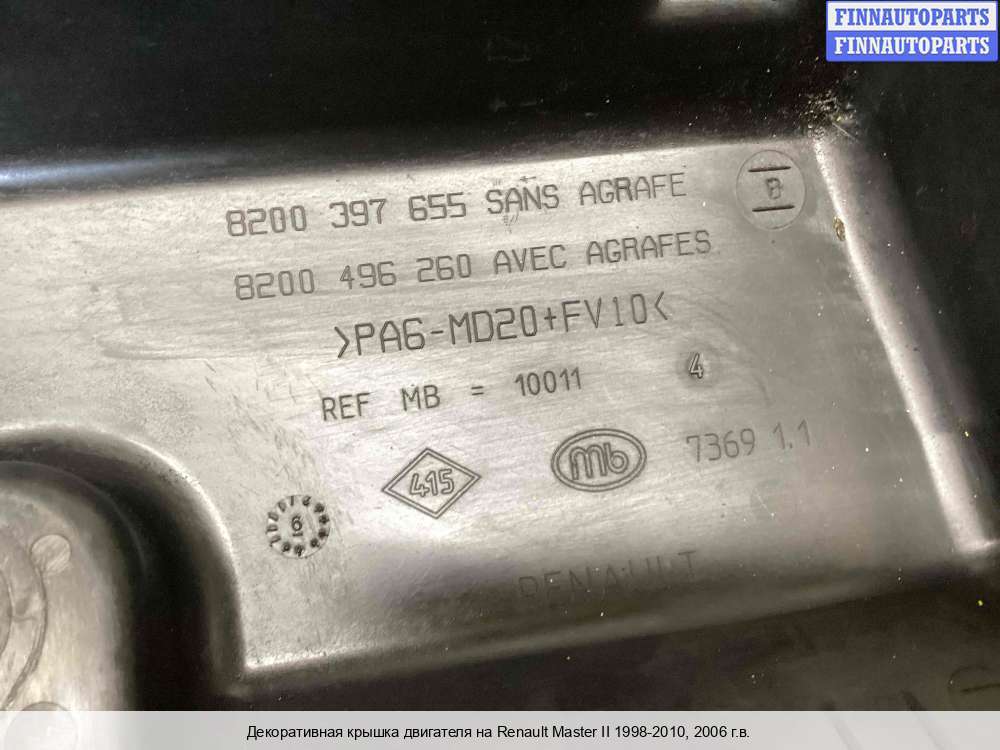 FINNAUTOPARTS
FINNAUTOPARTS
8200 397 655 SANS AGRAFE
B
8200 496 260 AVEC AGRAFES
>PA6-MD20+FV10<
REF MB = 10011
4
415
mb
7369 1.1
6
RENAULT
Декоративная крышка двигателя на Renault Master II 1998-2010, 2006 г.в.